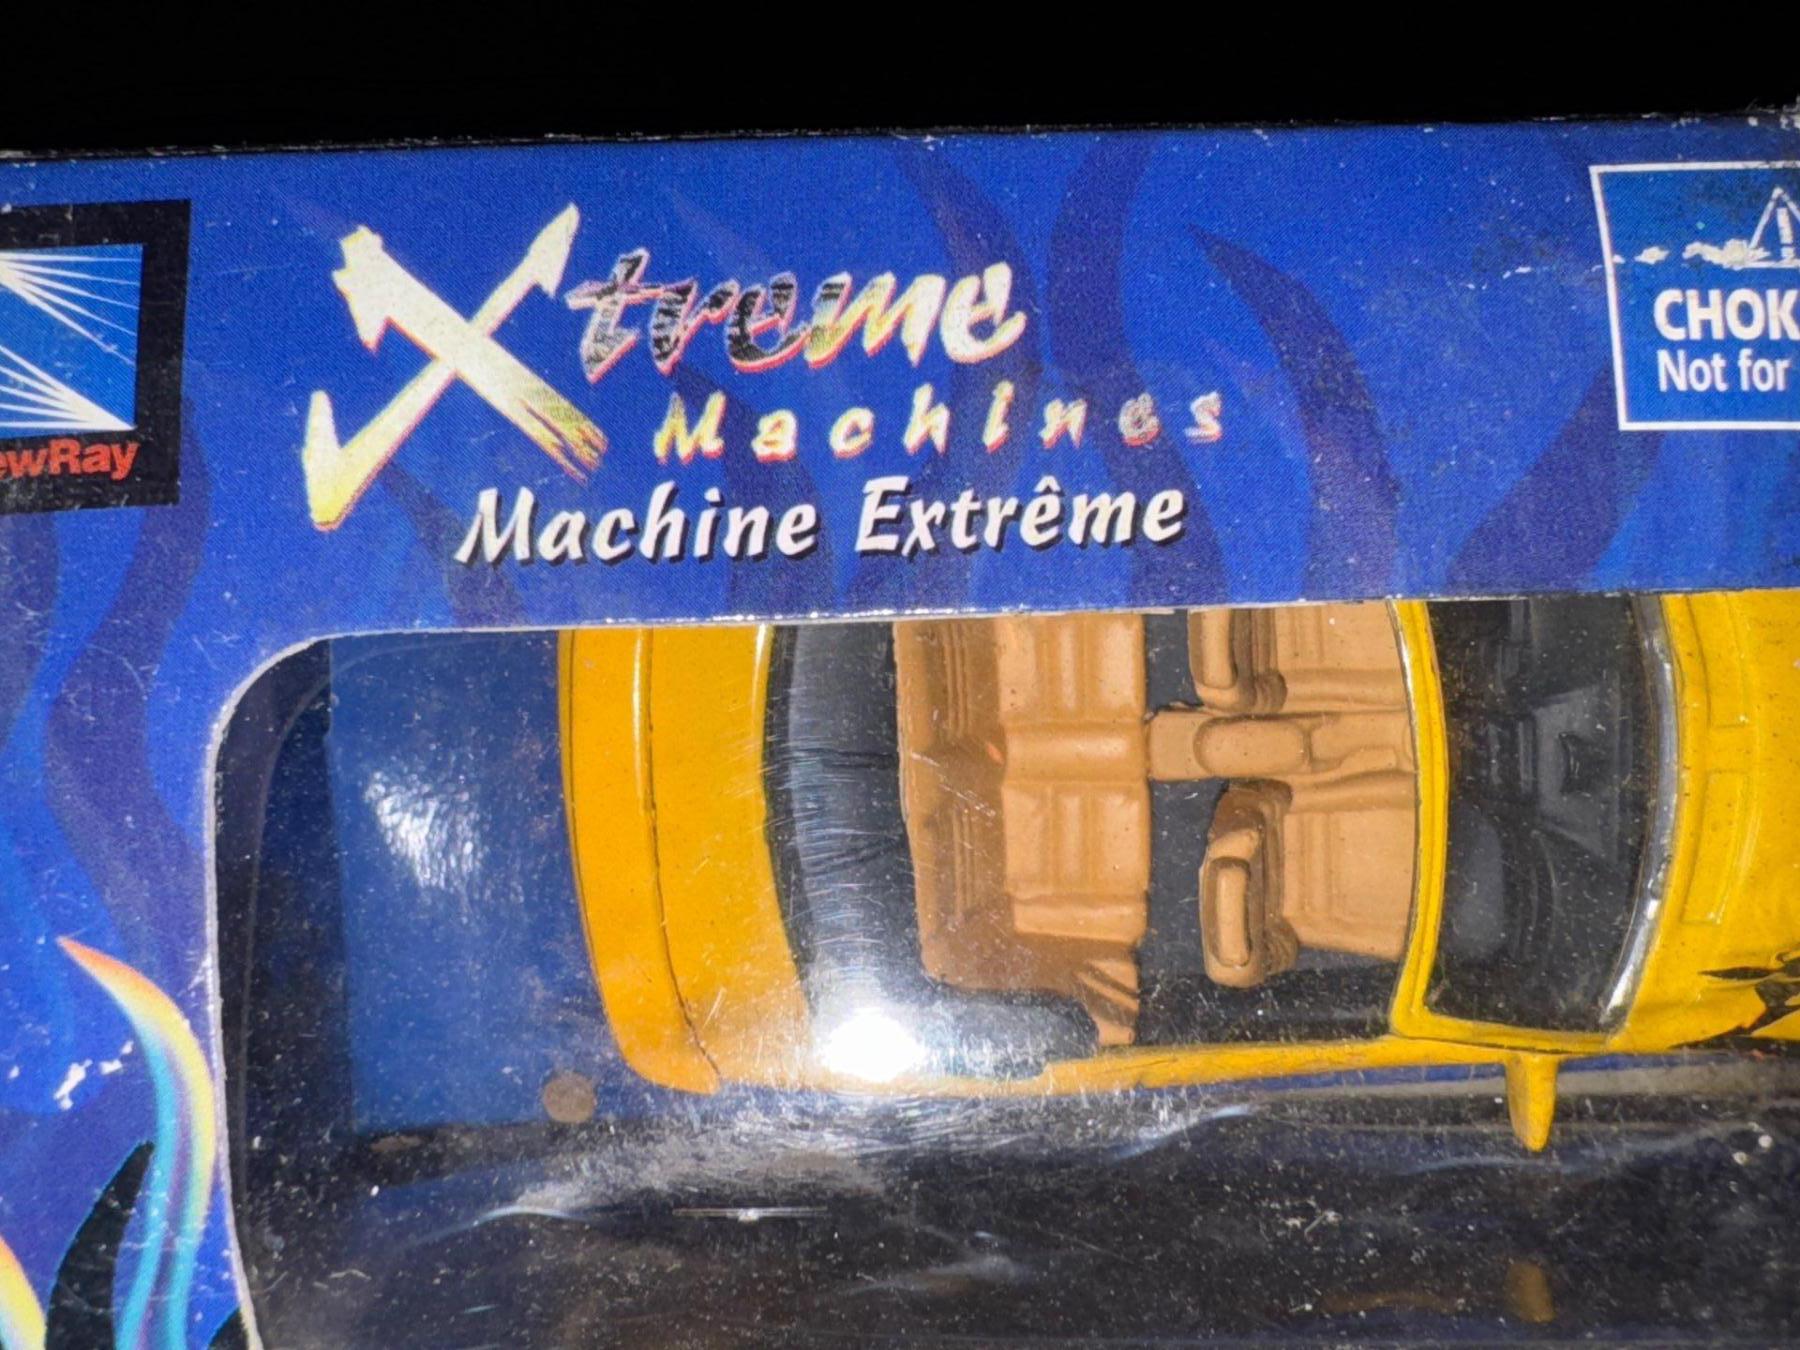 Xtreme
Machines
Machine Extrême
ewRay
CHOK
Not for